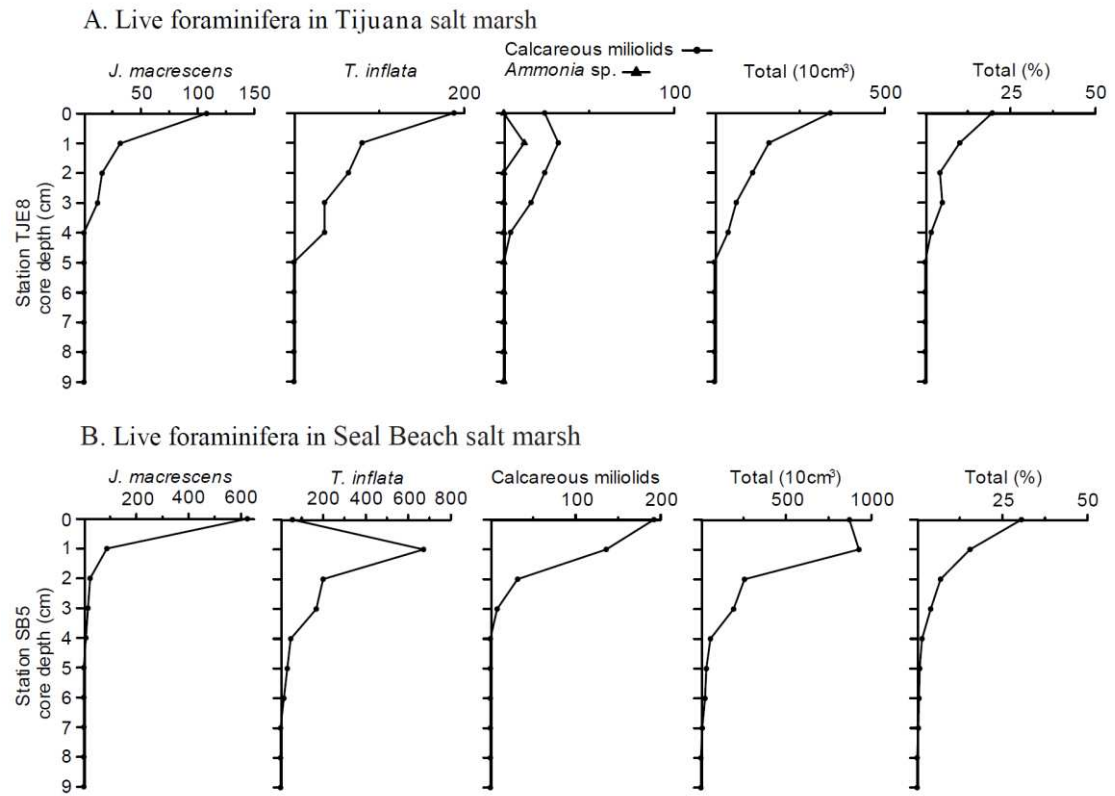 A. Live foraminifera in Tijuana salt marsh
Calcareous miliolids
J. macrescens T. inflata Ammonia sp. Total (10cm³) Total (%)
50 100 150 200 100 500 25 50
0
1
2
3
4
5
6
7
8
9
Station TJE8
core depth (cm)
B. Live foraminifera in Seal Beach salt marsh
J. macrescens T. inflata Calcareous miliolids Total (10cm³) Total (%)
200 400 600 200 400 600 800 100 200 500 1000 25 50
0
1
2
3
4
5
6
7
8
9
Station SB5
core depth (cm)